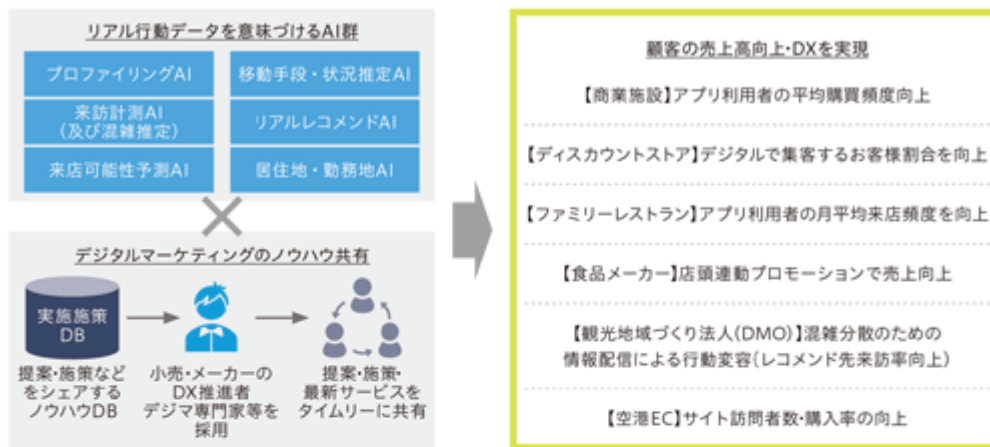 リアル行動データを意味づけるAI群
プロファイリングAI
移動手段・状況推定AI
来訪計測AI
(及び混雑推定)
リアルレコメンドAI
来店可能性予測AI
居住地・勤務地AI
デジタルマーケティングのノウハウ共有
実施施策
DB
提案・施策など
をシェアする
ノウハウDB
小売・メーカーの
DX推進者
デジマ専門家等を
採用
提案・施策・
最新サービスを
タイムリーに共有
顧客の売上高向上・DXを実現
【商業施設】アプリ利用者の平均購買頻度向上
【ディスカウントストア】デジタルで集客するお客様割合を向上
【ファミリーレストラン】アプリ利用者の月平均来店頻度を向上
【食品メーカー】店頭連動プロモーションで売上向上
【観光地域づくり法人(DMO)】混雑分散のための
情報配信による行動変容(レコメンド先来訪率向上)
【空港EC】サイト訪問者数・購入率の向上